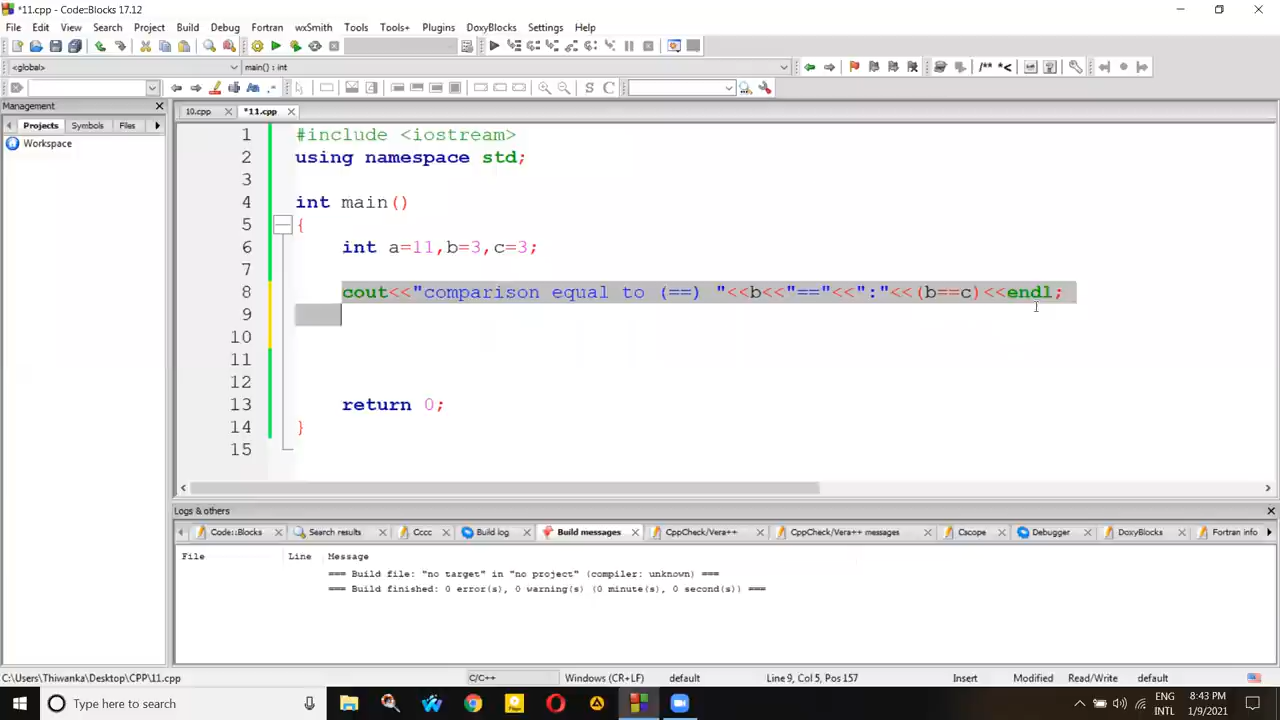 *11.cpp - Code::Blocks 17.12
File Edit View Search Project Build Debug Fortran wxSmith Tools Tools+ Plugins DoxyBlocks Settings Help
<global> main() : int
/** *<
Management
Projects Symbols Files
Workspace
10.cpp *11.cpp
1 #include <iostream>
2 using namespace std;
3
4 int main()
5 {
6 int a=11,b=3,c=3;
7
8 cout<<"comparison equal to (==) "<<b<<"=="<<":"<<(b==c)<<endl;
9
10
11
12
13 return 0;
14 }
15
Logs & others
Code::Blocks Search results Cccc Build log Build messages CppCheck/Vera++ CppCheck/Vera++ messages Cscope Debugger DoxyBlocks Fortran info
File Line Message
=== Build file: "no target" in "no project" (compiler: unknown) ===
=== Build finished: 0 error(s), 0 warning(s) (0 minute(s), 0 second(s)) ===
C:\Users\Thiwanka\Desktop\CPP\11.cpp C/C++ Windows (CR+LF) default Line 9, Col 5, Pos 157 Insert Modified Read/Write default
Type here to search
ENG
INTL
8:43 PM
1/9/2021